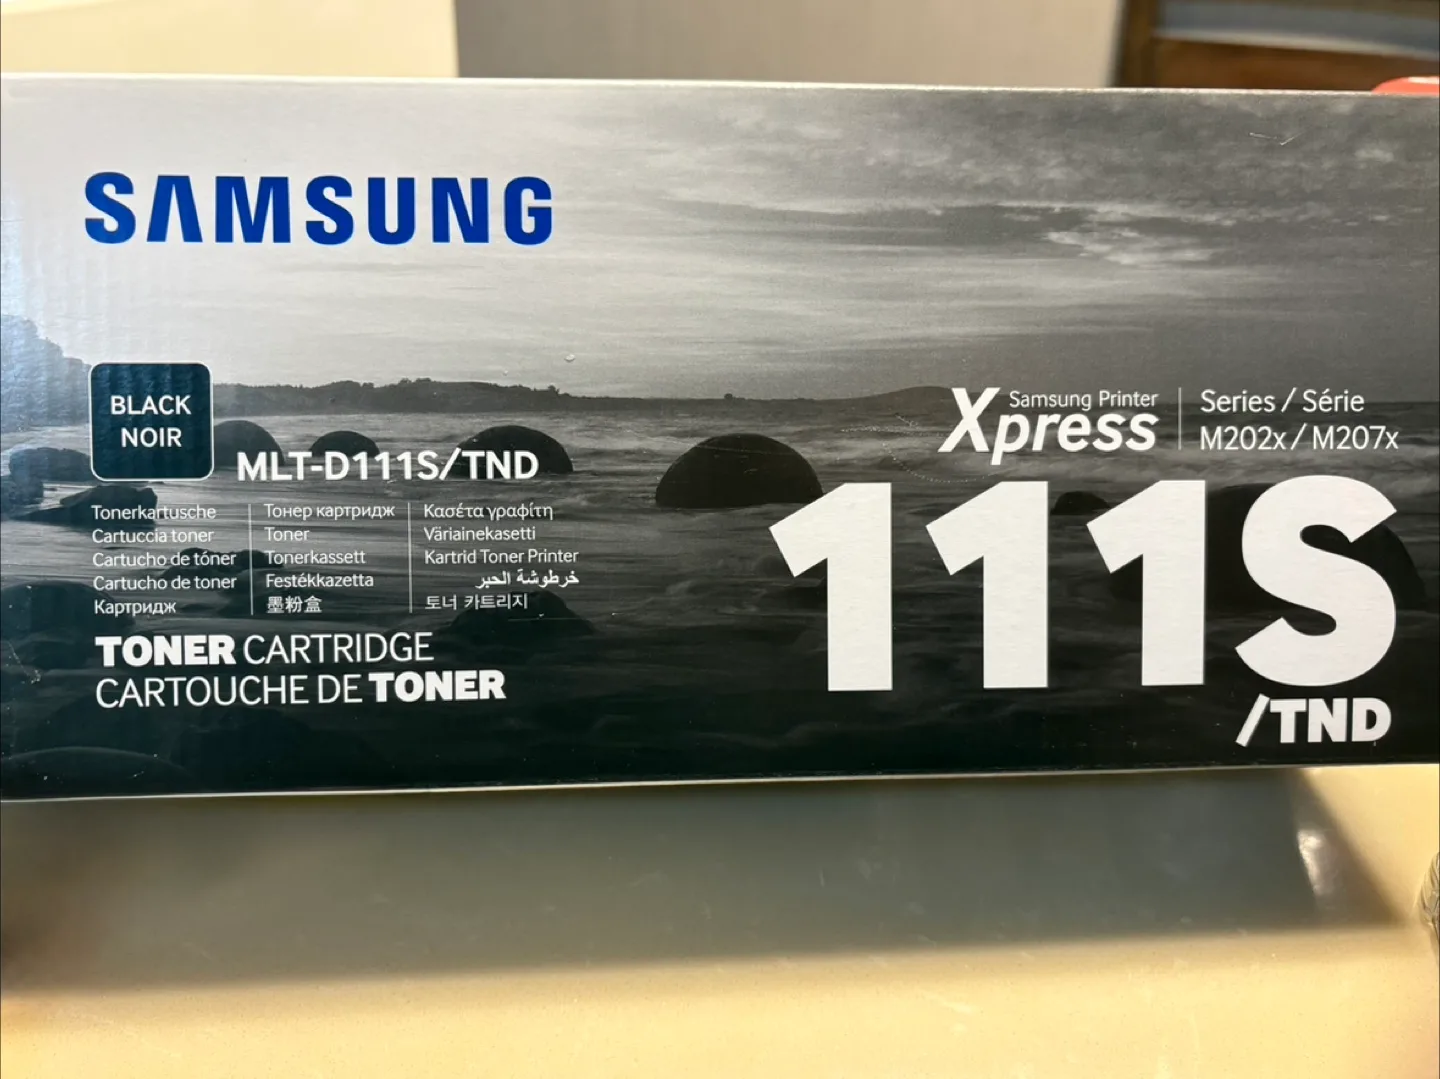 SAMSUNG
BLACK
NOIR
MLT-D111S/TND
Tonerkartusche
Cartuccia toner
Cartucho de tóner
Cartucho de toner
Картридж
Тонер картридж
Toner
Tonerkassett
Festékkazetta
墨粉盒
Κασέτα γραφίτη
Väriainekasetti
Kartrid Toner Printer
خرطوشة الحبر
토너 카트리지
TONER CARTRIDGE
CARTOUCHE DE TONER
Samsung Printer
Xpress
Series / Série
M202x / M207x
111S
/TND